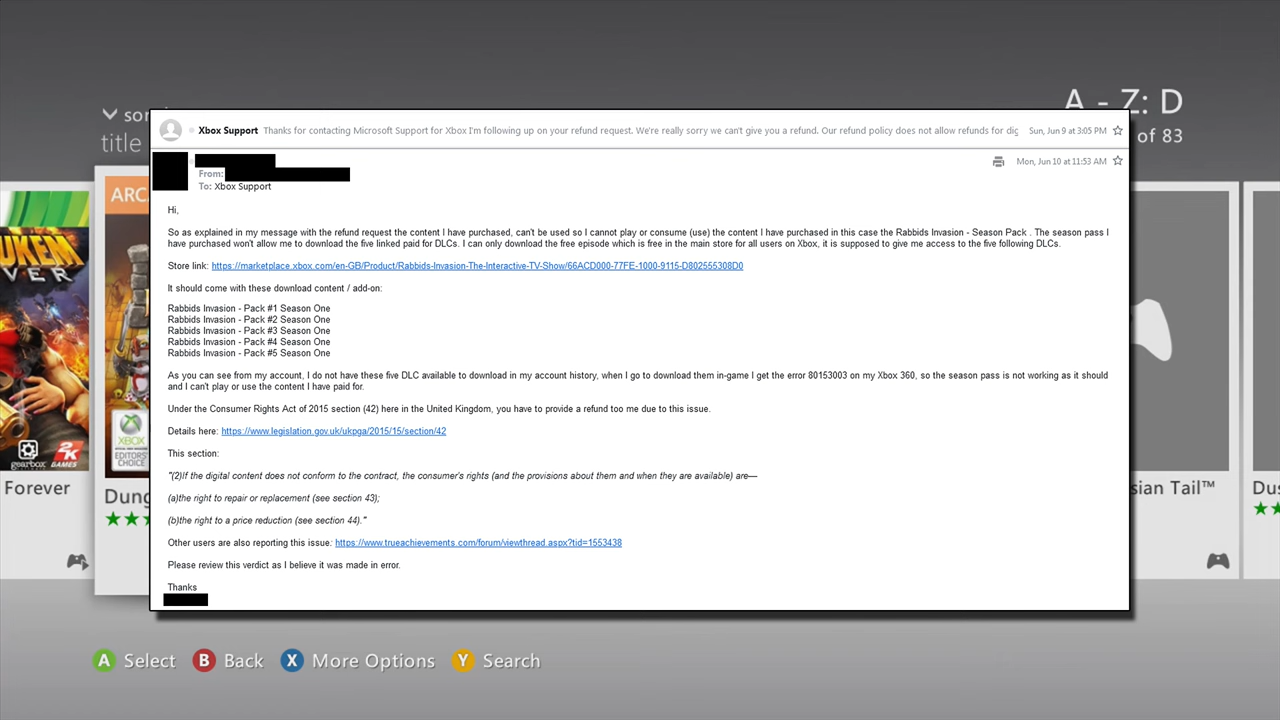 A - Z: D
sor
title
of 83
Xbox Support Thanks for contacting Microsoft Support for Xbox I'm following up on your refund request. We're really sorry we can't give you a refund. Our refund policy does not allow refunds for dig Sun, Jun 9 at 3:05 PM
Mon, Jun 10 at 11:53 AM
From:
To: Xbox Support
Hi,
So as explained in my message with the refund request the content I have purchased, can't be used so I cannot play or consume (use) the content I have purchased in this case the Rabbids Invasion - Season Pack . The season pass I
have purchased won't allow me to download the five linked paid for DLCs. I can only download the free episode which is free in the main store for all users on Xbox, it is supposed to give me access to the five following DLCs.
Store link: https://marketplace.xbox.com/en-GB/Product/Rabbids-Invasion-The-Interactive-TV-Show/66ACD000-77FE-1000-9115-D802555308D0
It should come with these download content / add-on:
Rabbids Invasion - Pack #1 Season One
Rabbids Invasion - Pack #2 Season One
Rabbids Invasion - Pack #3 Season One
Rabbids Invasion - Pack #4 Season One
Rabbids Invasion - Pack #5 Season One
As you can see from my account, I do not have these five DLC available to download in my account history, when I go to download them in-game I get the error 80153003 on my Xbox 360, so the season pass is not working as it should
and I can't play or use the content I have paid for.
Under the Consumer Rights Act of 2015 section (42) here in the United Kingdom, you have to provide a refund too me due to this issue.
Details here: https://www.legislation.gov.uk/ukpga/2015/15/section/42
This section:
"(2)If the digital content does not conform to the contract, the consumer's rights (and the provisions about them and when they are available) are—
(a)the right to repair or replacement (see section 43);
(b)the right to a price reduction (see section 44)."
Other users are also reporting this issue: https://www.trueachievements.com/forum/viewthread.aspx?tid=1553438
Please review this verdict as I believe it was made in error.
Thanks
UKEM
VER
gearbox
2K
GAMES
Forever
ARC
XBOX
EDITORS'
CHOICE
Dung
sian Tail™
Dus
A Select B Back X More Options Y Search